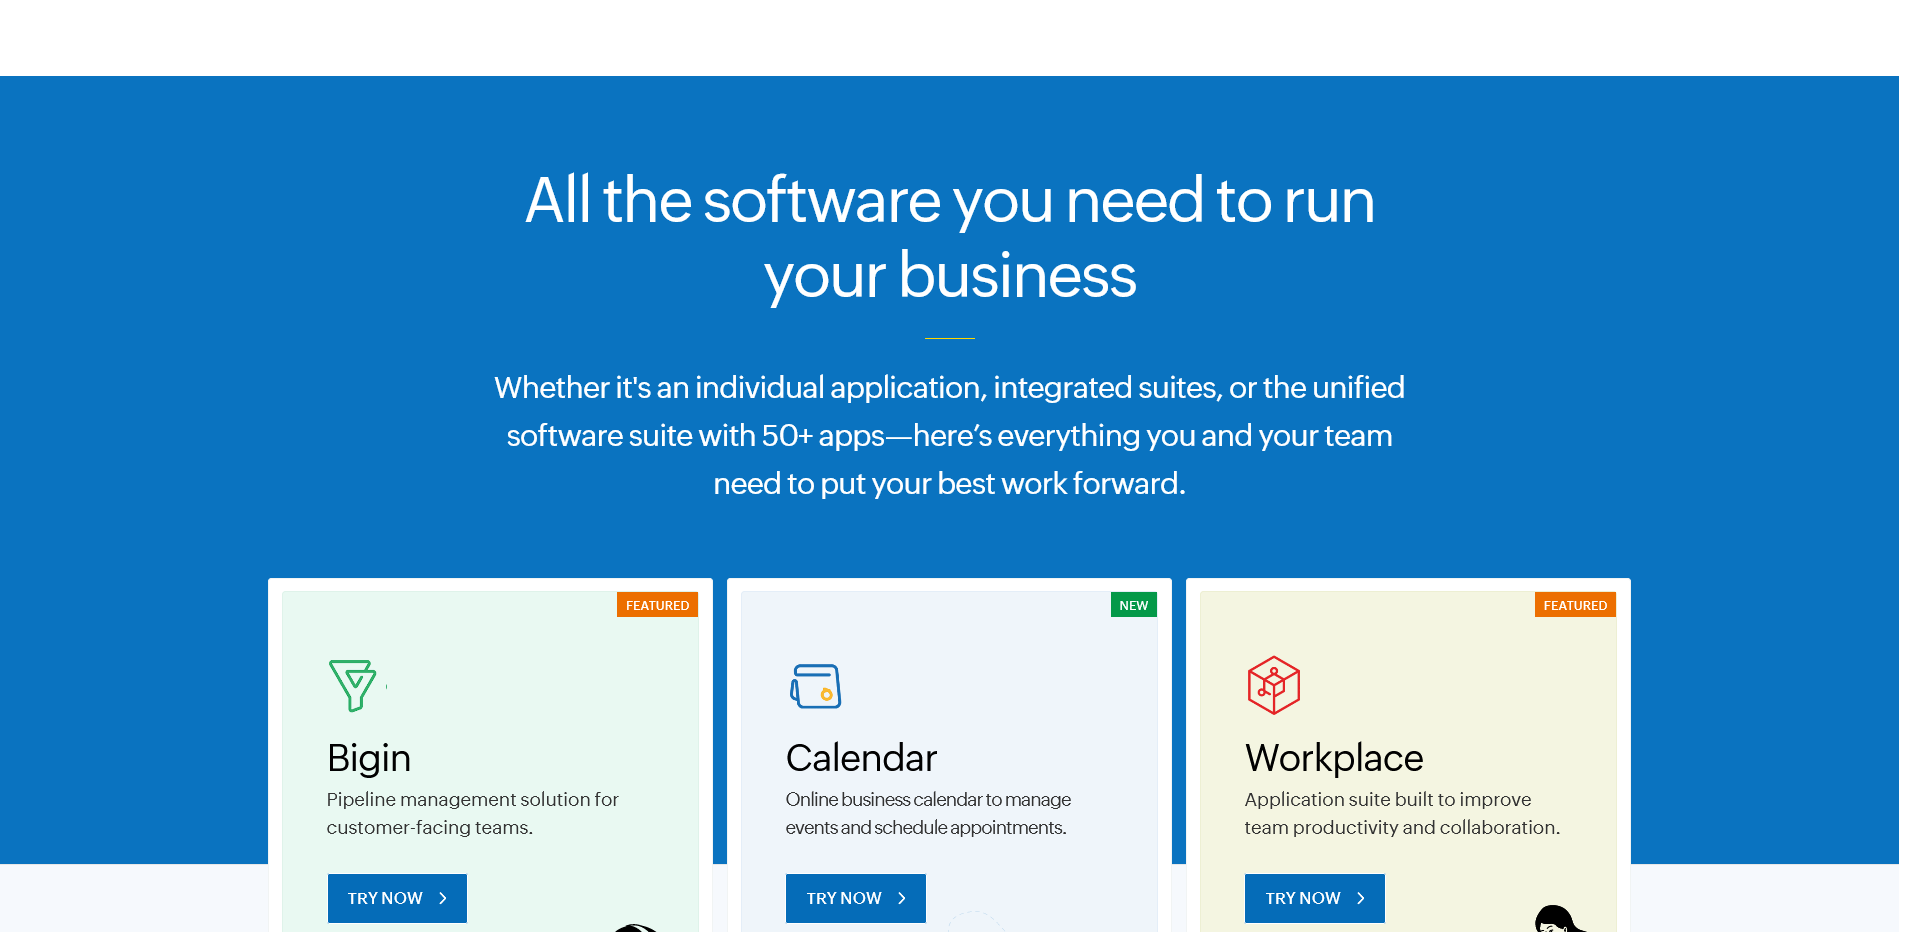 All the software you need to run
your business
Whether it's an individual application, integrated suites, or the unified
software suite with 50+ apps—here’s everything you and your team
need to put your best work forward.
FEATURED
Bigin
Pipeline management solution for
customer-facing teams.
TRY NOW
NEW
Calendar
Online business calendar to manage
events and schedule appointments.
TRY NOW
FEATURED
Workplace
Application suite built to improve
team productivity and collaboration.
TRY NOW